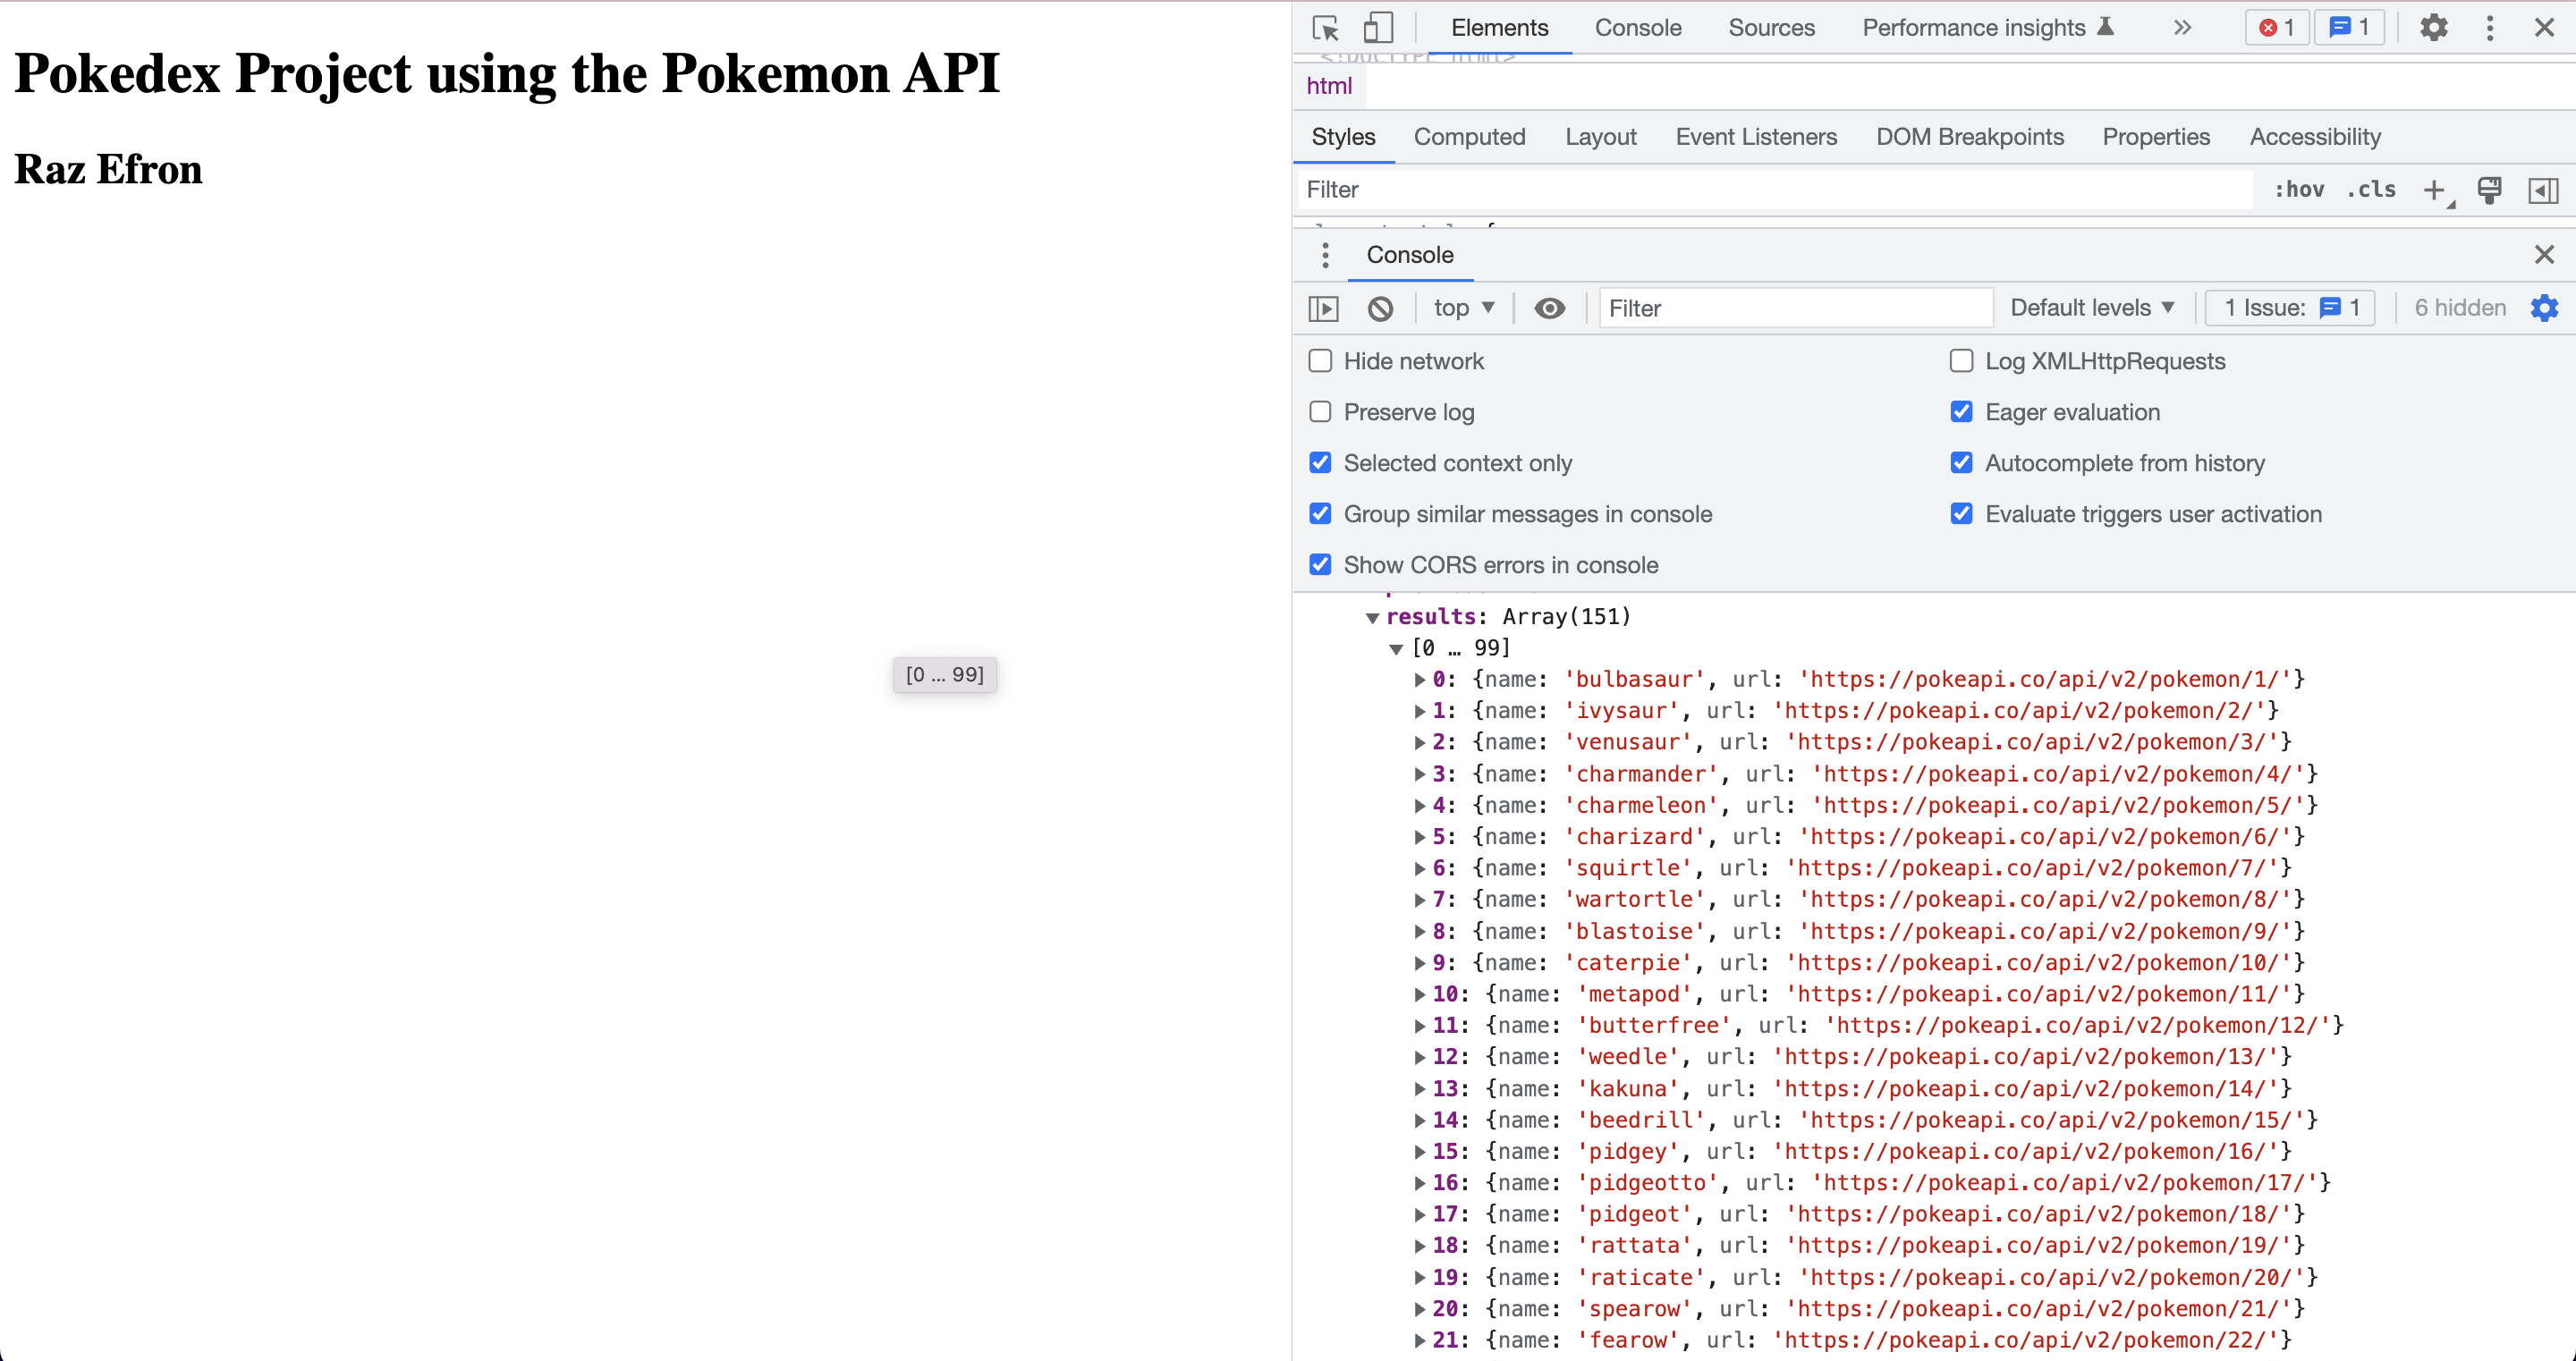 Pokedex Project using the Pokemon API
Raz Efron
[0 … 99]
Elements Console Sources Performance insights 1 1
<!DOCTYPE html>
html
Styles Computed Layout Event Listeners DOM Breakpoints Properties Accessibility
Filter :hov .cls
Console
top Filter Default levels 1 Issue: 1 6 hidden
Hide network Log XMLHttpRequests
Preserve log Eager evaluation
Selected context only Autocomplete from history
Group similar messages in console Evaluate triggers user activation
Show CORS errors in console
results: Array(151)
[0 … 99]
0: {name: 'bulbasaur', url: 'https://pokeapi.co/api/v2/pokemon/1/'}
1: {name: 'ivysaur', url: 'https://pokeapi.co/api/v2/pokemon/2/'}
2: {name: 'venusaur', url: 'https://pokeapi.co/api/v2/pokemon/3/'}
3: {name: 'charmander', url: 'https://pokeapi.co/api/v2/pokemon/4/'}
4: {name: 'charmeleon', url: 'https://pokeapi.co/api/v2/pokemon/5/'}
5: {name: 'charizard', url: 'https://pokeapi.co/api/v2/pokemon/6/'}
6: {name: 'squirtle', url: 'https://pokeapi.co/api/v2/pokemon/7/'}
7: {name: 'wartortle', url: 'https://pokeapi.co/api/v2/pokemon/8/'}
8: {name: 'blastoise', url: 'https://pokeapi.co/api/v2/pokemon/9/'}
9: {name: 'caterpie', url: 'https://pokeapi.co/api/v2/pokemon/10/'}
10: {name: 'metapod', url: 'https://pokeapi.co/api/v2/pokemon/11/'}
11: {name: 'butterfree', url: 'https://pokeapi.co/api/v2/pokemon/12/'}
12: {name: 'weedle', url: 'https://pokeapi.co/api/v2/pokemon/13/'}
13: {name: 'kakuna', url: 'https://pokeapi.co/api/v2/pokemon/14/'}
14: {name: 'beedrill', url: 'https://pokeapi.co/api/v2/pokemon/15/'}
15: {name: 'pidgey', url: 'https://pokeapi.co/api/v2/pokemon/16/'}
16: {name: 'pidgeotto', url: 'https://pokeapi.co/api/v2/pokemon/17/'}
17: {name: 'pidgeot', url: 'https://pokeapi.co/api/v2/pokemon/18/'}
18: {name: 'rattata', url: 'https://pokeapi.co/api/v2/pokemon/19/'}
19: {name: 'raticate', url: 'https://pokeapi.co/api/v2/pokemon/20/'}
20: {name: 'spearow', url: 'https://pokeapi.co/api/v2/pokemon/21/'}
21: {name: 'fearow', url: 'https://pokeapi.co/api/v2/pokemon/22/'}